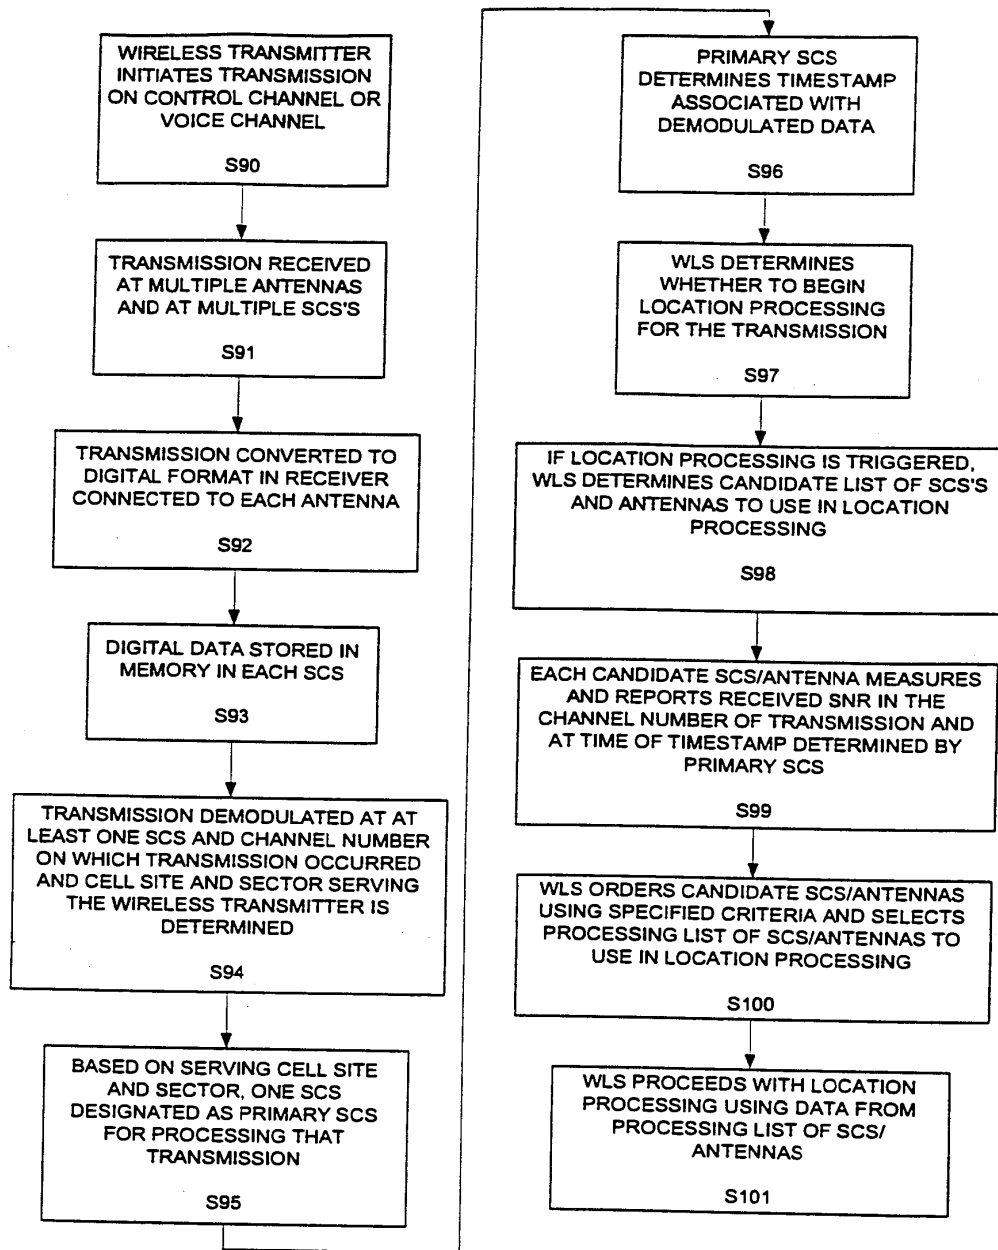 WIRELESS TRANSMITTER
INITIATES TRANSMISSION
ON CONTROL CHANNEL OR
VOICE CHANNEL
S90
TRANSMISSION RECEIVED
AT MULTIPLE ANTENNAS
AND AT MULTIPLE SCS'S
S91
TRANSMISSION CONVERTED TO
DIGITAL FORMAT IN RECEIVER
CONNECTED TO EACH ANTENNA
S92
DIGITAL DATA STORED IN
MEMORY IN EACH SCS
S93
TRANSMISSION DEMODULATED AT AT
LEAST ONE SCS AND CHANNEL NUMBER
ON WHICH TRANSMISSION OCCURRED
AND CELL SITE AND SECTOR SERVING
THE WIRELESS TRANSMITTER IS
DETERMINED
S94
BASED ON SERVING CELL SITE
AND SECTOR, ONE SCS
DESIGNATED AS PRIMARY SCS
FOR PROCESSING THAT
TRANSMISSION
S95
PRIMARY SCS
DETERMINES TIMESTAMP
ASSOCIATED WITH
DEMODULATED DATA
S96
WLS DETERMINES
WHETHER TO BEGIN
LOCATION PROCESSING
FOR THE TRANSMISSION
S97
IF LOCATION PROCESSING IS TRIGGERED,
WLS DETERMINES CANDIDATE LIST OF SCS'S
AND ANTENNAS TO USE IN LOCATION
PROCESSING
S98
EACH CANDIDATE SCS/ANTENNA MEASURES
AND REPORTS RECEIVED SNR IN THE
CHANNEL NUMBER OF TRANSMISSION AND
AT TIME OF TIMESTAMP DETERMINED BY
PRIMARY SCS
S99
WLS ORDERS CANDIDATE SCS/ANTENNAS
USING SPECIFIED CRITERIA AND SELECTS
PROCESSING LIST OF SCS/ANTENNAS TO
USE IN LOCATION PROCESSING
S100
WLS PROCEEDS WITH LOCATION
PROCESSING USING DATA FROM
PROCESSING LIST OF SCS/
ANTENNAS
S101